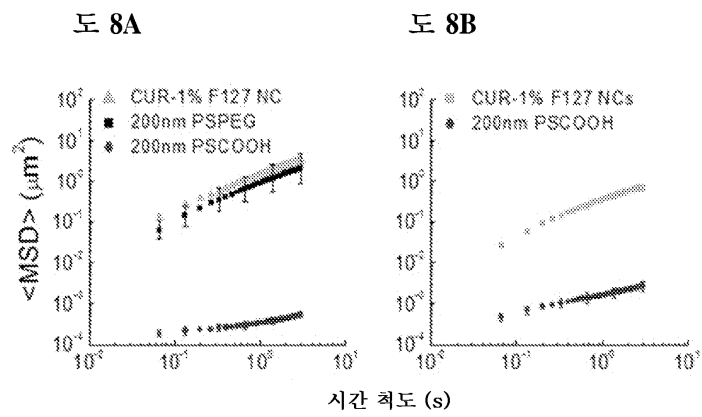 도 8A
도 8B
<MSD> (μm²)
10²
10¹
10⁰
10⁻¹
10⁻²
10⁻³
10⁻⁴
CUR-1% F127 NC
200nm PSPEG
200nm PSCOOH
10⁻² 10⁻¹ 10⁰ 10¹
10²
10¹
10⁰
10⁻¹
10⁻²
10⁻³
10⁻⁴
CUR-1% F127 NCs
200nm PSCOOH
10⁻² 10⁻¹ 10⁰ 10¹
시간 척도 (s)